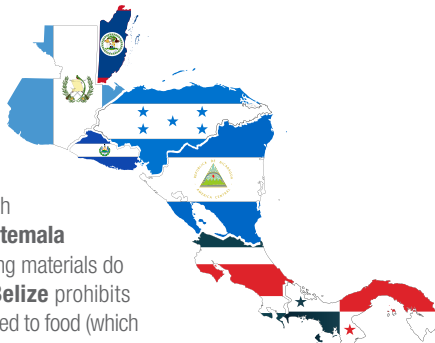 h
temala
ng materials do
Belize prohibits
ed to food (which